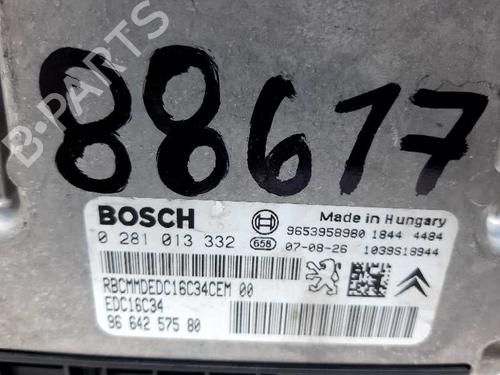 B-PARTS
88617
BOSCH
Made in Hungary
9653958980 1844 4484
0 281 013 332
658
07-08-26
1039S18944
RBCMMDEDC16C34CEM 00
EDC16C34
96 642 575 80